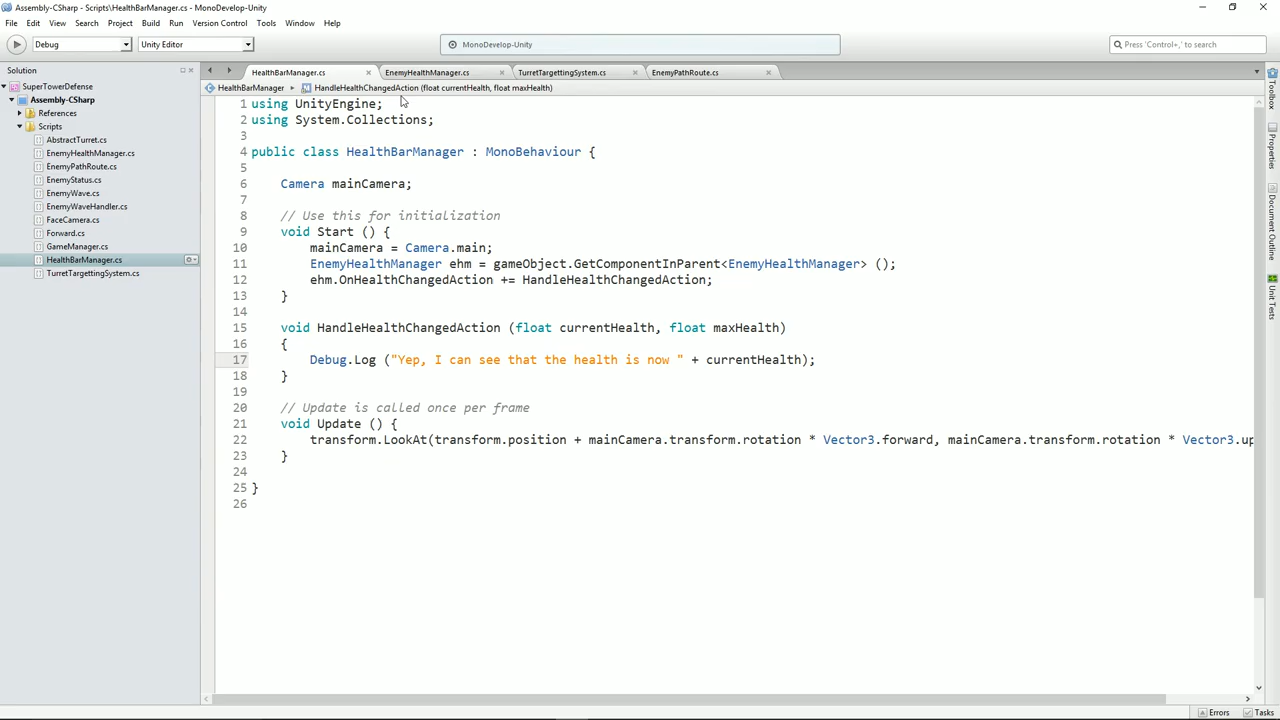 Assembly-CSharp - Scripts\HealthBarManager.cs - MonoDevelop-Unity
File Edit View Search Project Build Run Version Control Tools Window Help
Debug Unity Editor MonoDevelop-Unity Press 'Control+,' to search
Solution
SuperTowerDefense
Assembly-CSharp
References
Scripts
AbstractTurret.cs
EnemyHealthManager.cs
EnemyPathRoute.cs
EnemyStatus.cs
EnemyWave.cs
EnemyWaveHandler.cs
FaceCamera.cs
Forward.cs
GameManager.cs
HealthBarManager.cs
TurretTargettingSystem.cs
HealthBarManager.cs EnemyHealthManager.cs TurretTargettingSystem.cs EnemyPathRoute.cs
HealthBarManager HandleHealthChangedAction (float currentHealth, float maxHealth)
1 using UnityEngine;
2 using System.Collections;
3
4 public class HealthBarManager : MonoBehaviour {
5
6 Camera mainCamera;
7
8 // Use this for initialization
9 void Start () {
10 mainCamera = Camera.main;
11 EnemyHealthManager ehm = gameObject.GetComponentInParent<EnemyHealthManager> ();
12 ehm.OnHealthChangedAction += HandleHealthChangedAction;
13 }
14
15 void HandleHealthChangedAction (float currentHealth, float maxHealth)
16 {
17 Debug.Log ("Yep, I can see that the health is now " + currentHealth);
18 }
19
20 // Update is called once per frame
21 void Update () {
22 transform.LookAt(transform.position + mainCamera.transform.rotation * Vector3.forward, mainCamera.transform.rotation * Vector3.up
23 }
24
25 }
26
Toolbox
Properties
Document Outline
Unit Tests
Errors Tasks